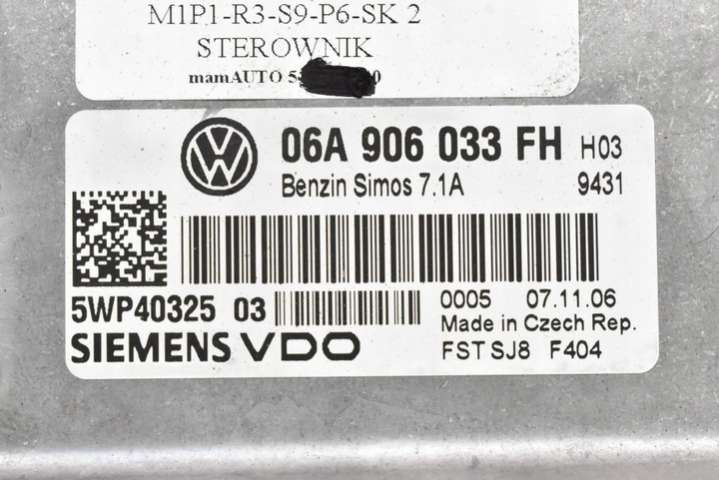 M1P1-R3-S9-P6-SK 2
STEROWNIK
mamAUTO
06A 906 033 FH H03
Benzin Simos 7.1A 9431
5WP40325 03
0005 07.11.06
Made in Czech Rep.
SIEMENS VDO
FST SJ8 F404